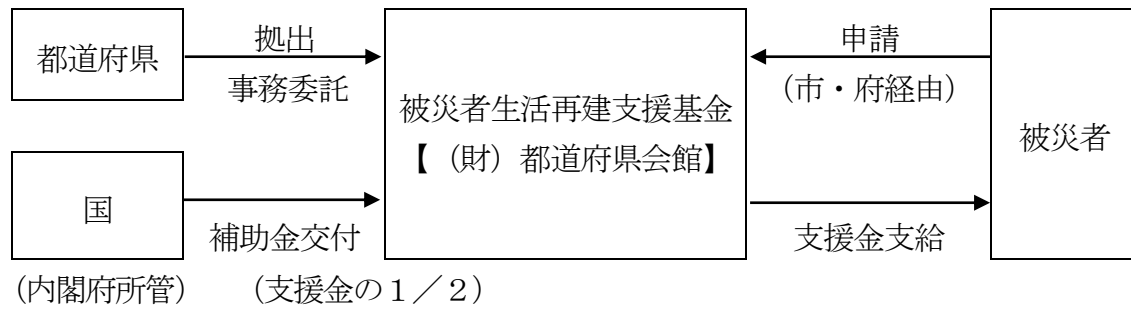 都道府県
拠出
事務委託
被災者生活再建支援基金
【（財）都道府県会館】
申請
（市・府経由）
被災者
国
補助金交付
支援金支給
（内閣府所管）
（支援金の１／２）